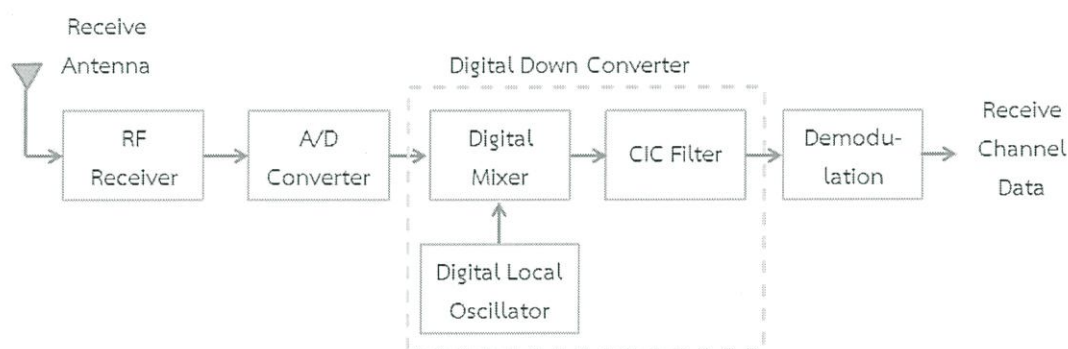 Receive
Antenna
Digital Down Converter
RF
Receiver
A/D
Converter
Digital
Mixer
CIC Filter
Demodu-
lation
Receive
Channel
Data
Digital Local
Oscillator